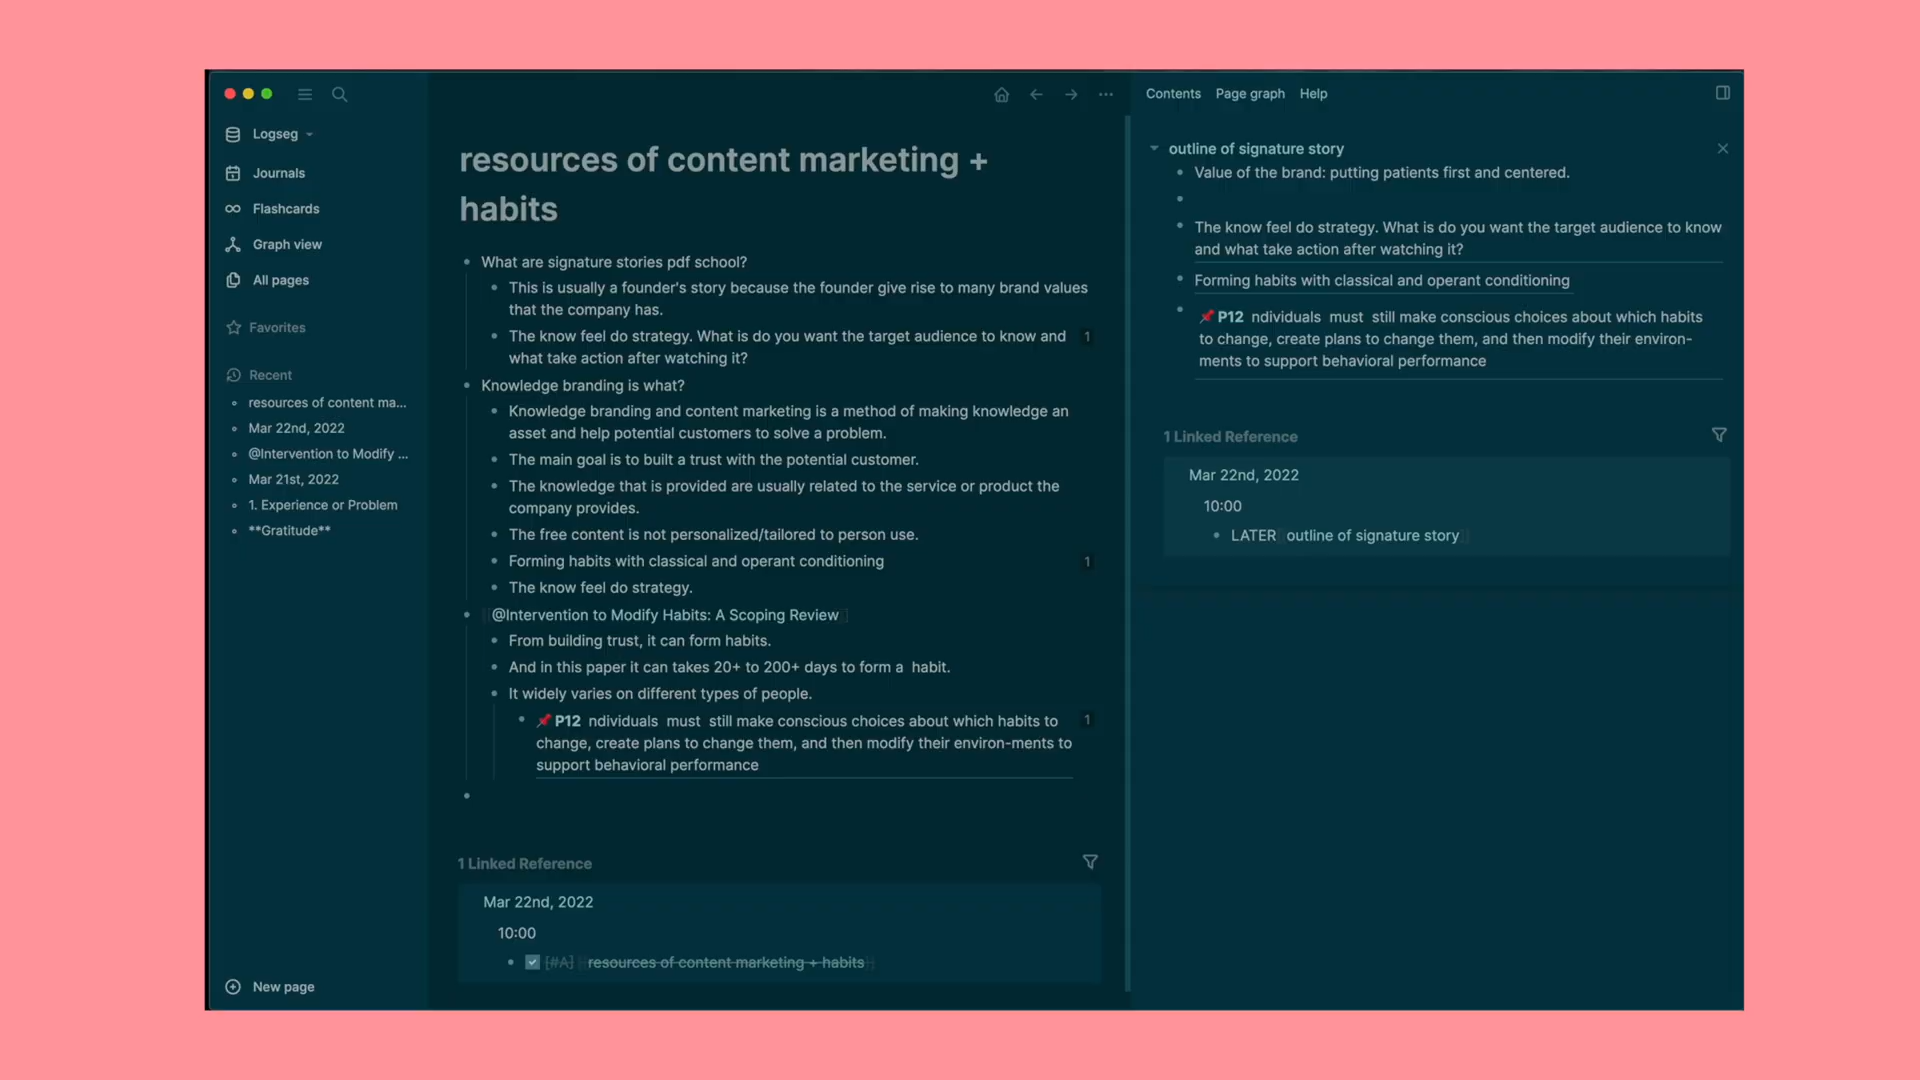 Logseg
Journals
Flashcards
Graph view
All pages
Favorites
Recent
resources of content ma...
Mar 22nd, 2022
@Intervention to Modify ...
Mar 21st, 2022
1. Experience or Problem
**Gratitude**
New page
resources of content marketing +
habits
What are signature stories pdf school?
This is usually a founder's story because the founder give rise to many brand values
that the company has.
The know feel do strategy. What is do you want the target audience to know and 1
what take action after watching it?
Knowledge branding is what?
Knowledge branding and content marketing is a method of making knowledge an
asset and help potential customers to solve a problem.
The main goal is to built a trust with the potential customer.
The knowledge that is provided are usually related to the service or product the
company provides.
The free content is not personalized/tailored to person use.
Forming habits with classical and operant conditioning 1
The know feel do strategy.
[[@Intervention to Modify Habits: A Scoping Review]]
From building trust, it can form habits.
And in this paper it can takes 20+ to 200+ days to form a habit.
It widely varies on different types of people.
📌 P12 ndividuals must still make conscious choices about which habits to 1
change, create plans to change them, and then modify their environ-ments to
support behavioral performance
1 Linked Reference
Mar 22nd, 2022
10:00
[#A] resources of content marketing + habits
Contents Page graph Help
outline of signature story
Value of the brand: putting patients first and centered.
The know feel do strategy. What is do you want the target audience to know
and what take action after watching it?
Forming habits with classical and operant conditioning
📌 P12 ndividuals must still make conscious choices about which habits
to change, create plans to change them, and then modify their environ-
ments to support behavioral performance
1 Linked Reference
Mar 22nd, 2022
10:00
LATER outline of signature story